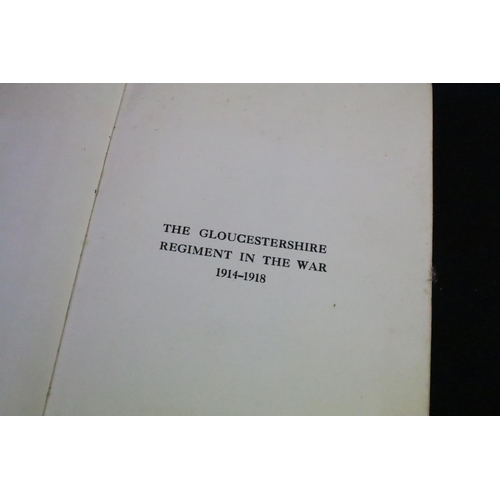 THE GLOUCESTERSHIRE
REGIMENT IN THE WAR
1914–1918